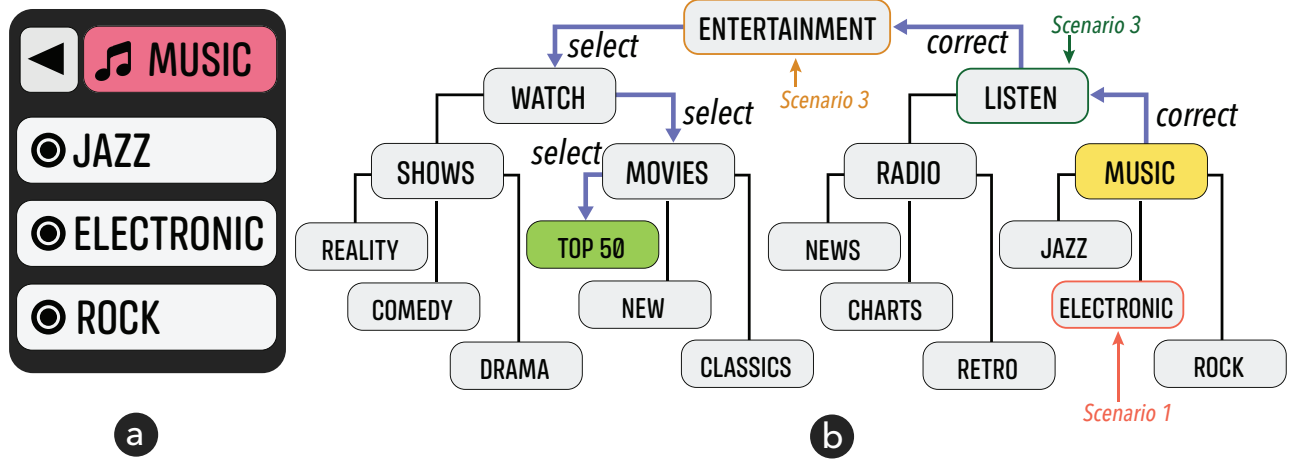 MUSIC
JAZZ
ELECTRONIC
ROCK
a
ENTERTAINMENT
select
correct
Scenario 3
Scenario 3
WATCH
LISTEN
select
correct
select
SHOWS
MOVIES
RADIO
MUSIC
REALITY
TOP 50
NEWS
JAZZ
COMEDY
NEW
CHARTS
ELECTRONIC
DRAMA
CLASSICS
RETRO
ROCK
Scenario 1
b